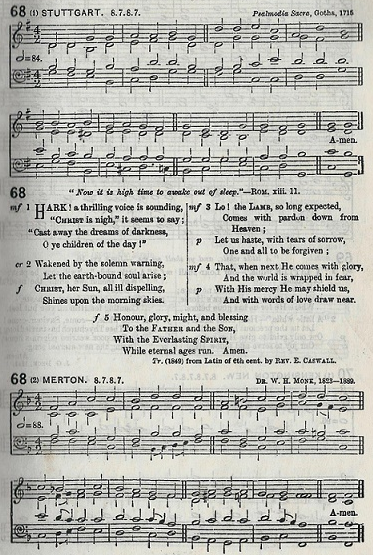 68 (1) STUTTGART. 8.7.8.7. Psalmodia Sacra, Gotha, 1715
𝅗𝅥=84.
A-men.
68
"Now it is high time to awake out of sleep."—ROM. xiii. 11.
mf 1 HARK! a thrilling voice is sounding,
"CHRIST is nigh," it seems to say;
"Cast away the dreams of darkness,
O ye children of the day!"
cr 2 Wakened by the solemn warning,
Let the earth-bound soul arise;
f CHRIST, her Sun, all ill dispelling,
Shines upon the morning skies.
mf 3 Lo! the LAMB, so long expected,
Comes with pardon down from
Heaven;
p Let us haste, with tears of sorrow,
One and all to be forgiven;
mf 4 That, when next He comes with glory,
And the world is wrapped in fear,
p With His mercy He may shield us,
And with words of love draw near.
f 5 Honour, glory, might, and blessing
To the FATHER and the SON,
With the Everlasting SPIRIT,
While eternal ages run. Amen.
Tr. (1849) from Latin of 6th cent. by REV. E. CASWALL.
68 (2) MERTON. 8.7.8.7. DR. W. H. MONK, 1823–1889.
𝅗𝅥=88.
A-men.